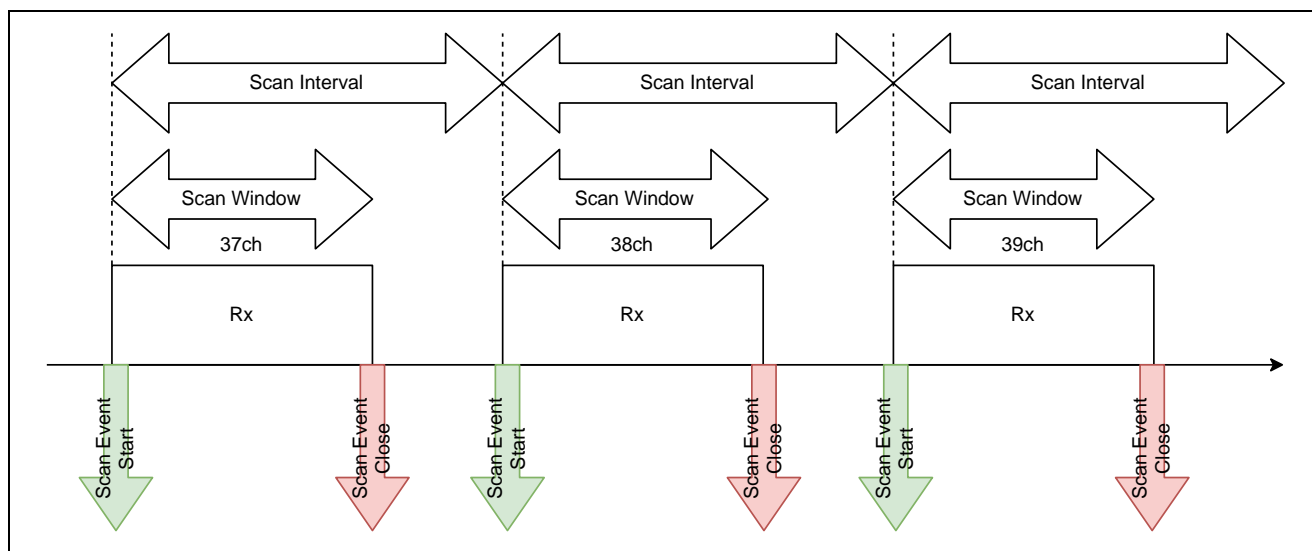 Scan Interval
Scan Interval
Scan Interval
Scan Window
Scan Window
Scan Window
37ch
38ch
39ch
Rx
Rx
Rx
Scan Event
Start
Scan Event
Close
Scan Event
Start
Scan Event
Close
Scan Event
Start
Scan Event
Close